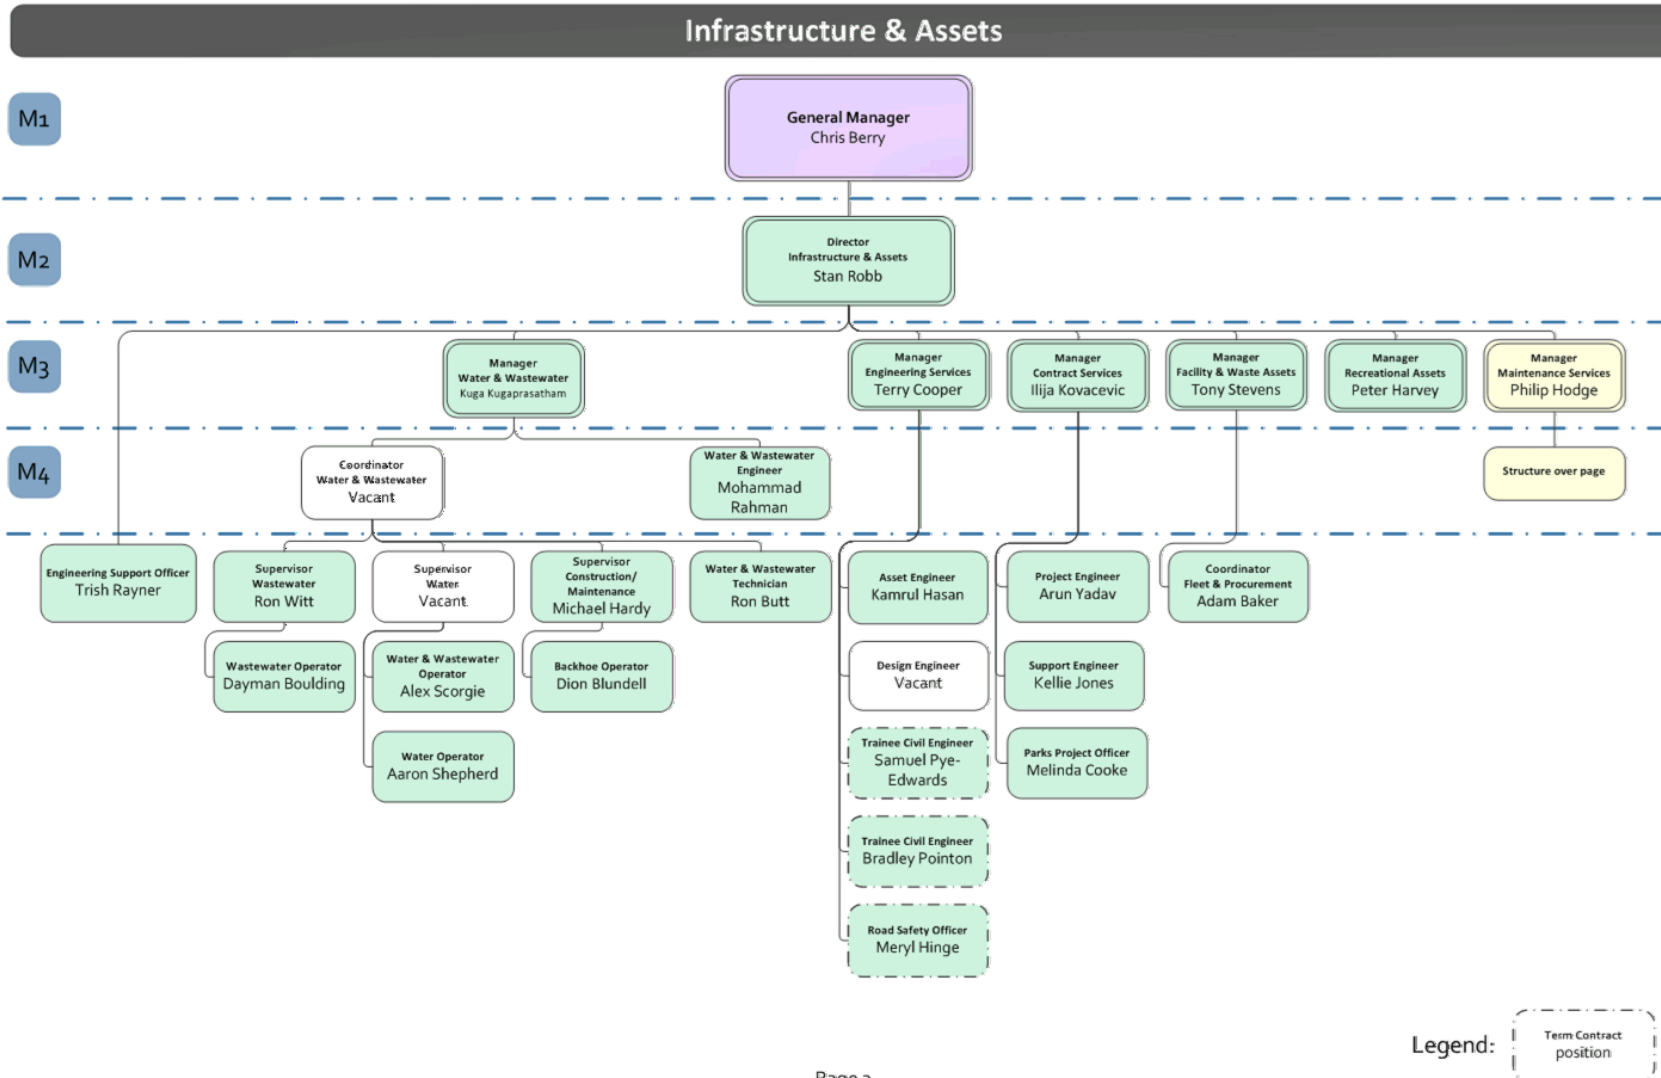 Infrastructure & Assets
M1
General Manager
Chris Berry
M2
Director
Infrastructure & Assets
Stan Robb
M3
Manager
Water & Wastewater
Kuga Kugaprasatham
Manager
Engineering Services
Terry Cooper
Manager
Contract Services
Ilija Kovacevic
Manager
Facility & Waste Assets
Tony Stevens
Manager
Recreational Assets
Peter Harvey
Manager
Maintenance Services
Philip Hodge
M4
Coordinator
Water & Wastewater
Vacant
Water & Wastewater
Engineer
Mohammad
Rahman
Structure over page
Engineering Support Officer
Trish Rayner
Supervisor
Wastewater
Ron Witt
Supervisor
Water
Vacant
Supervisor
Construction/
Maintenance
Michael Hardy
Water & Wastewater
Technician
Ron Butt
Asset Engineer
Kamrul Hasan
Project Engineer
Arun Yadav
Coordinator
Fleet & Procurement
Adam Baker
Wastewater Operator
Dayman Boulding
Water & Wastewater
Operator
Alex Scorgie
Backhoe Operator
Dion Blundell
Design Engineer
Vacant
Support Engineer
Kellie Jones
Water Operator
Aaron Shepherd
Trainee Civil Engineer
Samuel Pye-
Edwards
Parks Project Officer
Melinda Cooke
Trainee Civil Engineer
Bradley Pointon
Road Safety Officer
Meryl Hinge
Legend:
Term Contract
position